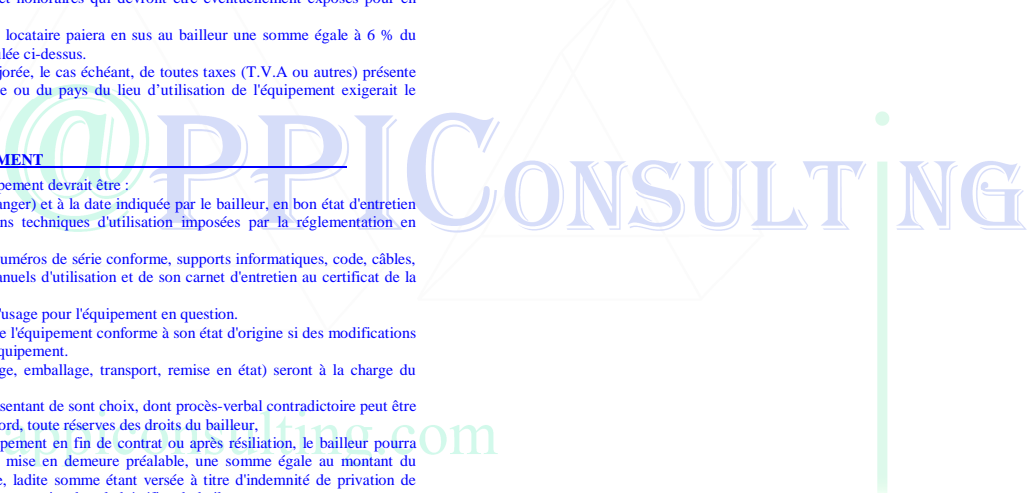 et honoraires qui devront être éventuellement exposés pour en
locataire paiera en sus au bailleur une somme égale à 6 % du
ulée ci-dessus.
jorée, le cas échéant, de toutes taxes (T.V.A ou autres) présente
e ou du pays du lieu d'utilisation de l'équipement exigerait le
@PPICONSULTING
MENT
pement devrait être :
anger) et à la date indiquée par le bailleur, en bon état d'entretien
ns techniques d'utilisation imposées par la réglementation en
uméros de série conforme, supports informatiques, code, câbles,
anuels d'utilisation et de son carnet d'entretien au certificat de la
'usage pour l'équipement en question.
e l'équipement conforme à son état d'origine si des modifications
quipement.
ge, emballage, transport, remise en état) seront à la charge du
sentant de sont choix, dont procès-verbal contradictoire peut être
ord, toute réserves des droits du bailleur,
appiconsulting.com
pement en fin de contrat ou après résiliation, le bailleur pourra
mise en demeure préalable, une somme égale au montant du
e, ladite somme étant versée à titre d'indemnité de privation de